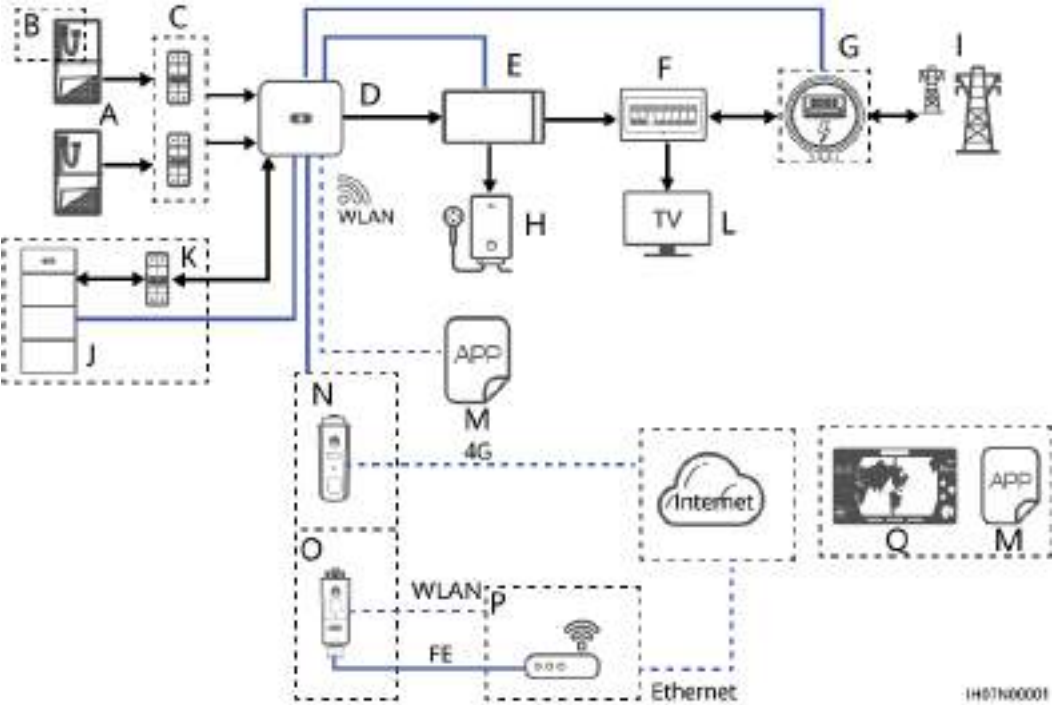 B
C
A
D
E
F
G
I
WLAN
H
TV
L
K
J
APP
M
N
4G
Internet
APP
Q
M
O
WLAN
P
FE
Ethernet
IH07N00001